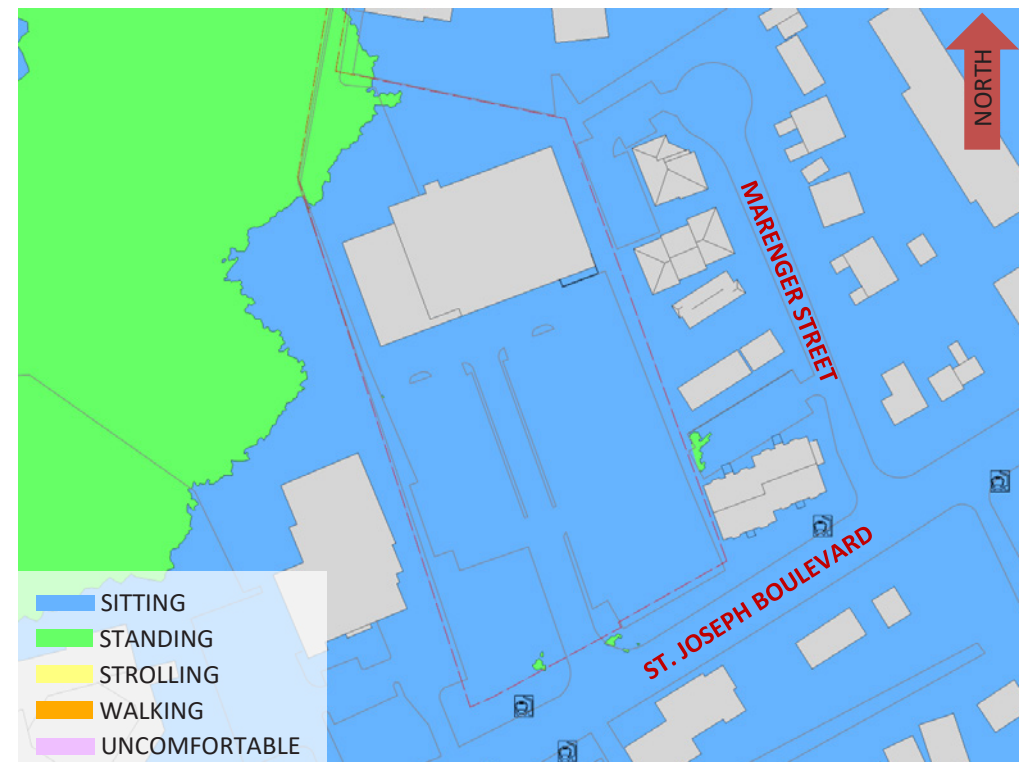 NORTH
MARENGER STREET
ST. JOSEPH BOULEVARD
SITTING
STANDING
STROLLING
WALKING
UNCOMFORTABLE